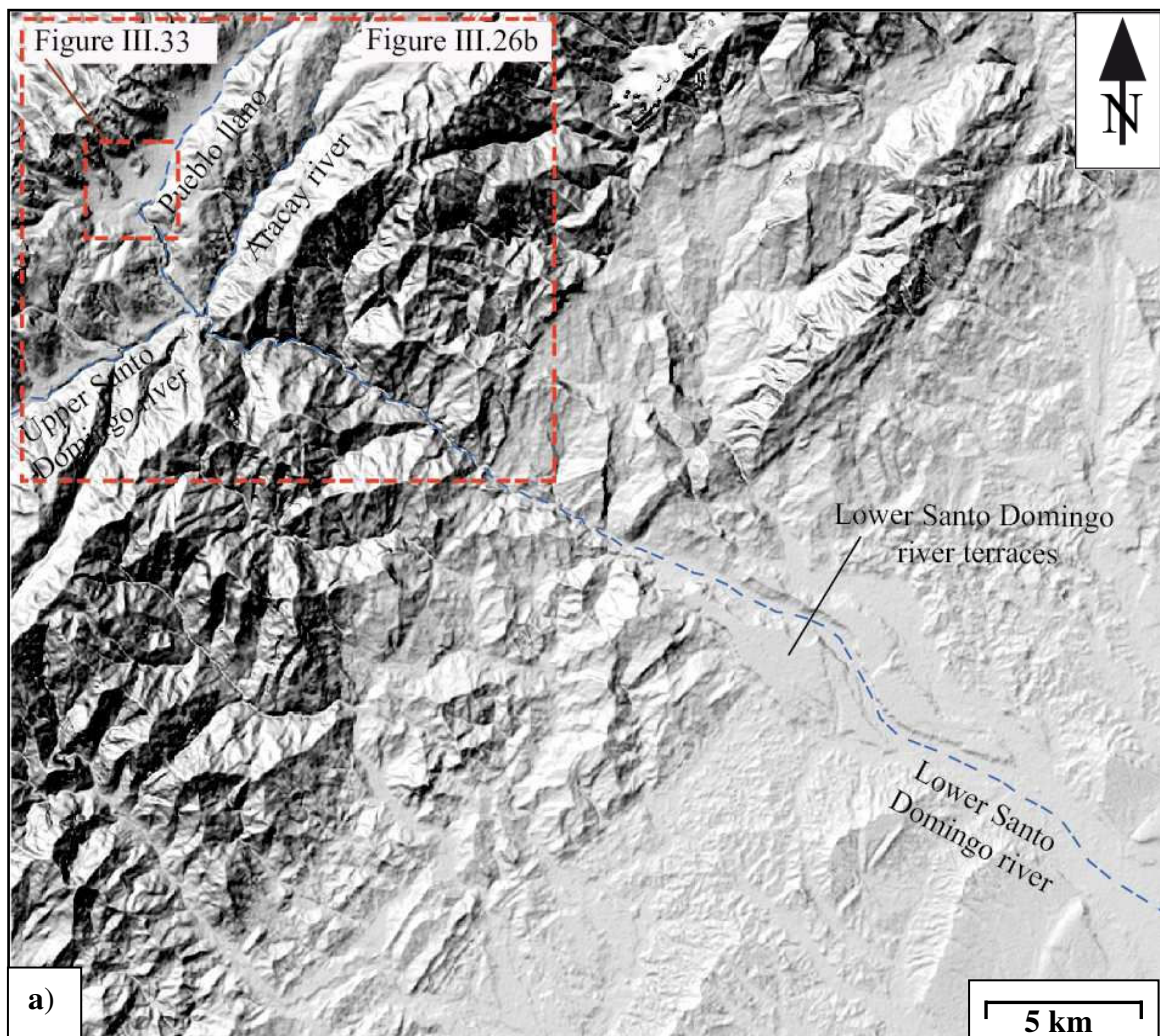 Figure III.33
Figure III.26b
N
Pueblo llano
Aracay river
Upper Santo
Domingo river
Lower Santo Domingo
river terraces
Lower Santo
Domingo river
a)
5 km